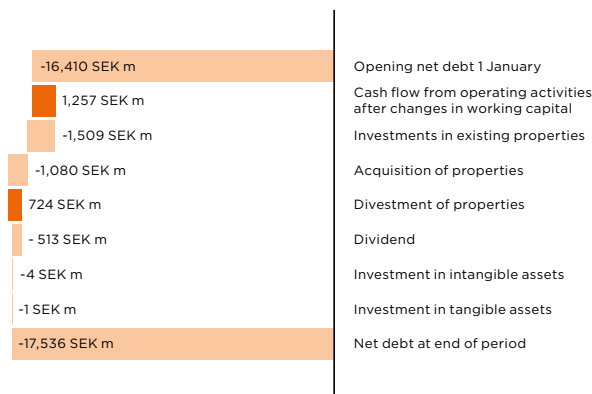 -16,410 SEK m Opening net debt 1 January
1,257 SEK m Cash flow from operating activities
after changes in working capital
-1,509 SEK m Investments in existing properties
-1,080 SEK m Acquisition of properties
724 SEK m Divestment of properties
- 513 SEK m Dividend
-4 SEK m Investment in intangible assets
-1 SEK m Investment in tangible assets
-17,536 SEK m Net debt at end of period